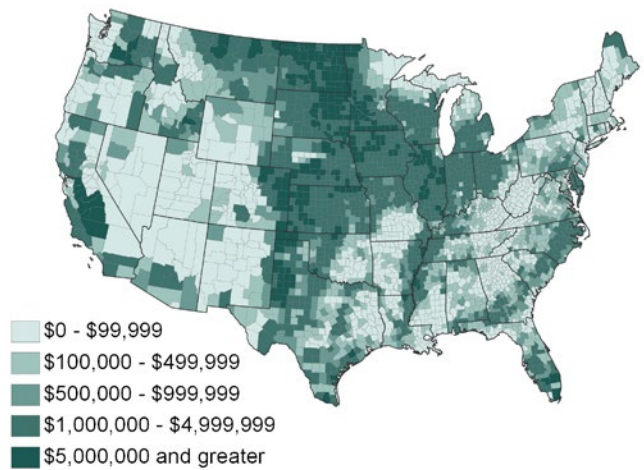 $0 - $99,999
$100,000 - $499,999
$500,000 - $999,999
$1,000,000 - $4,999,999
$5,000,000 and greater